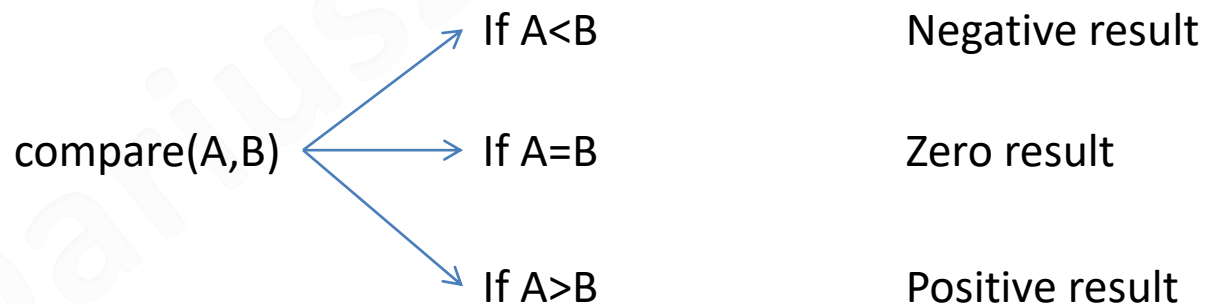 If A<B Negative result
compare(A,B) If A=B Zero result
If A>B Positive result